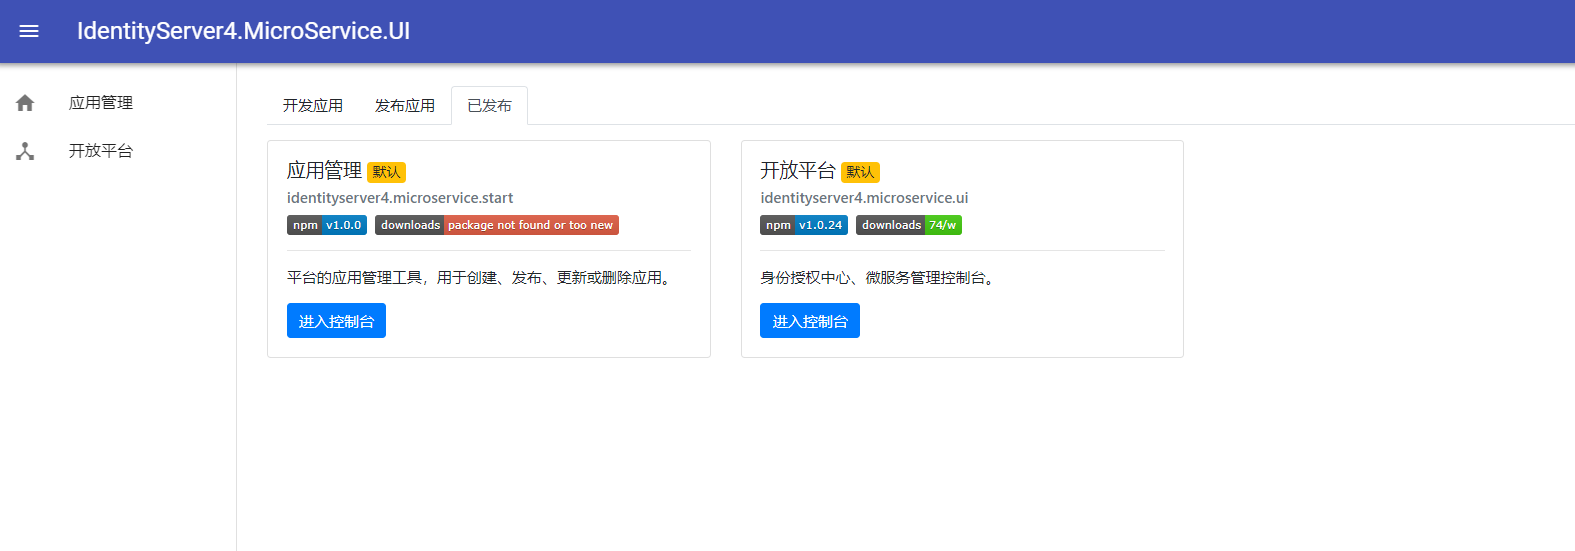 IdentityServer4.MicroService.UI
应用管理
开放平台
开发应用 发布应用 已发布
应用管理 默认
identityserver4.microservice.start
npm v1.0.0 downloads package not found or too new
平台的应用管理工具，用于创建、发布、更新或删除应用。
进入控制台
开放平台 默认
identityserver4.microservice.ui
npm v1.0.24 downloads 74/w
身份授权中心、微服务管理控制台。
进入控制台